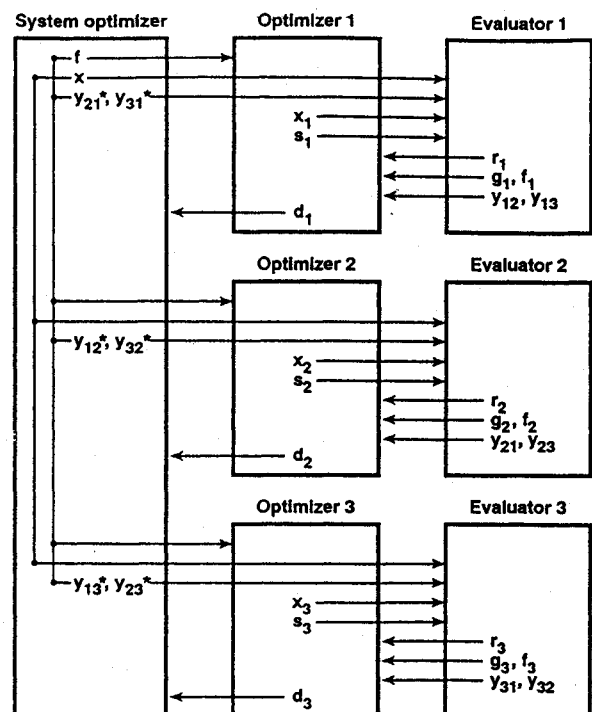 System optimizer
Optimizer 1
Evaluator 1
f
x
y21*, y31*
x1
s1
r1
g1, f1
y12, y13
d1
Optimizer 2
Evaluator 2
y12*, y32*
x2
s2
r2
g2, f2
y21, y23
d2
Optimizer 3
Evaluator 3
y13*, y23*
x3
s3
r3
g3, f3
y31, y32
d3